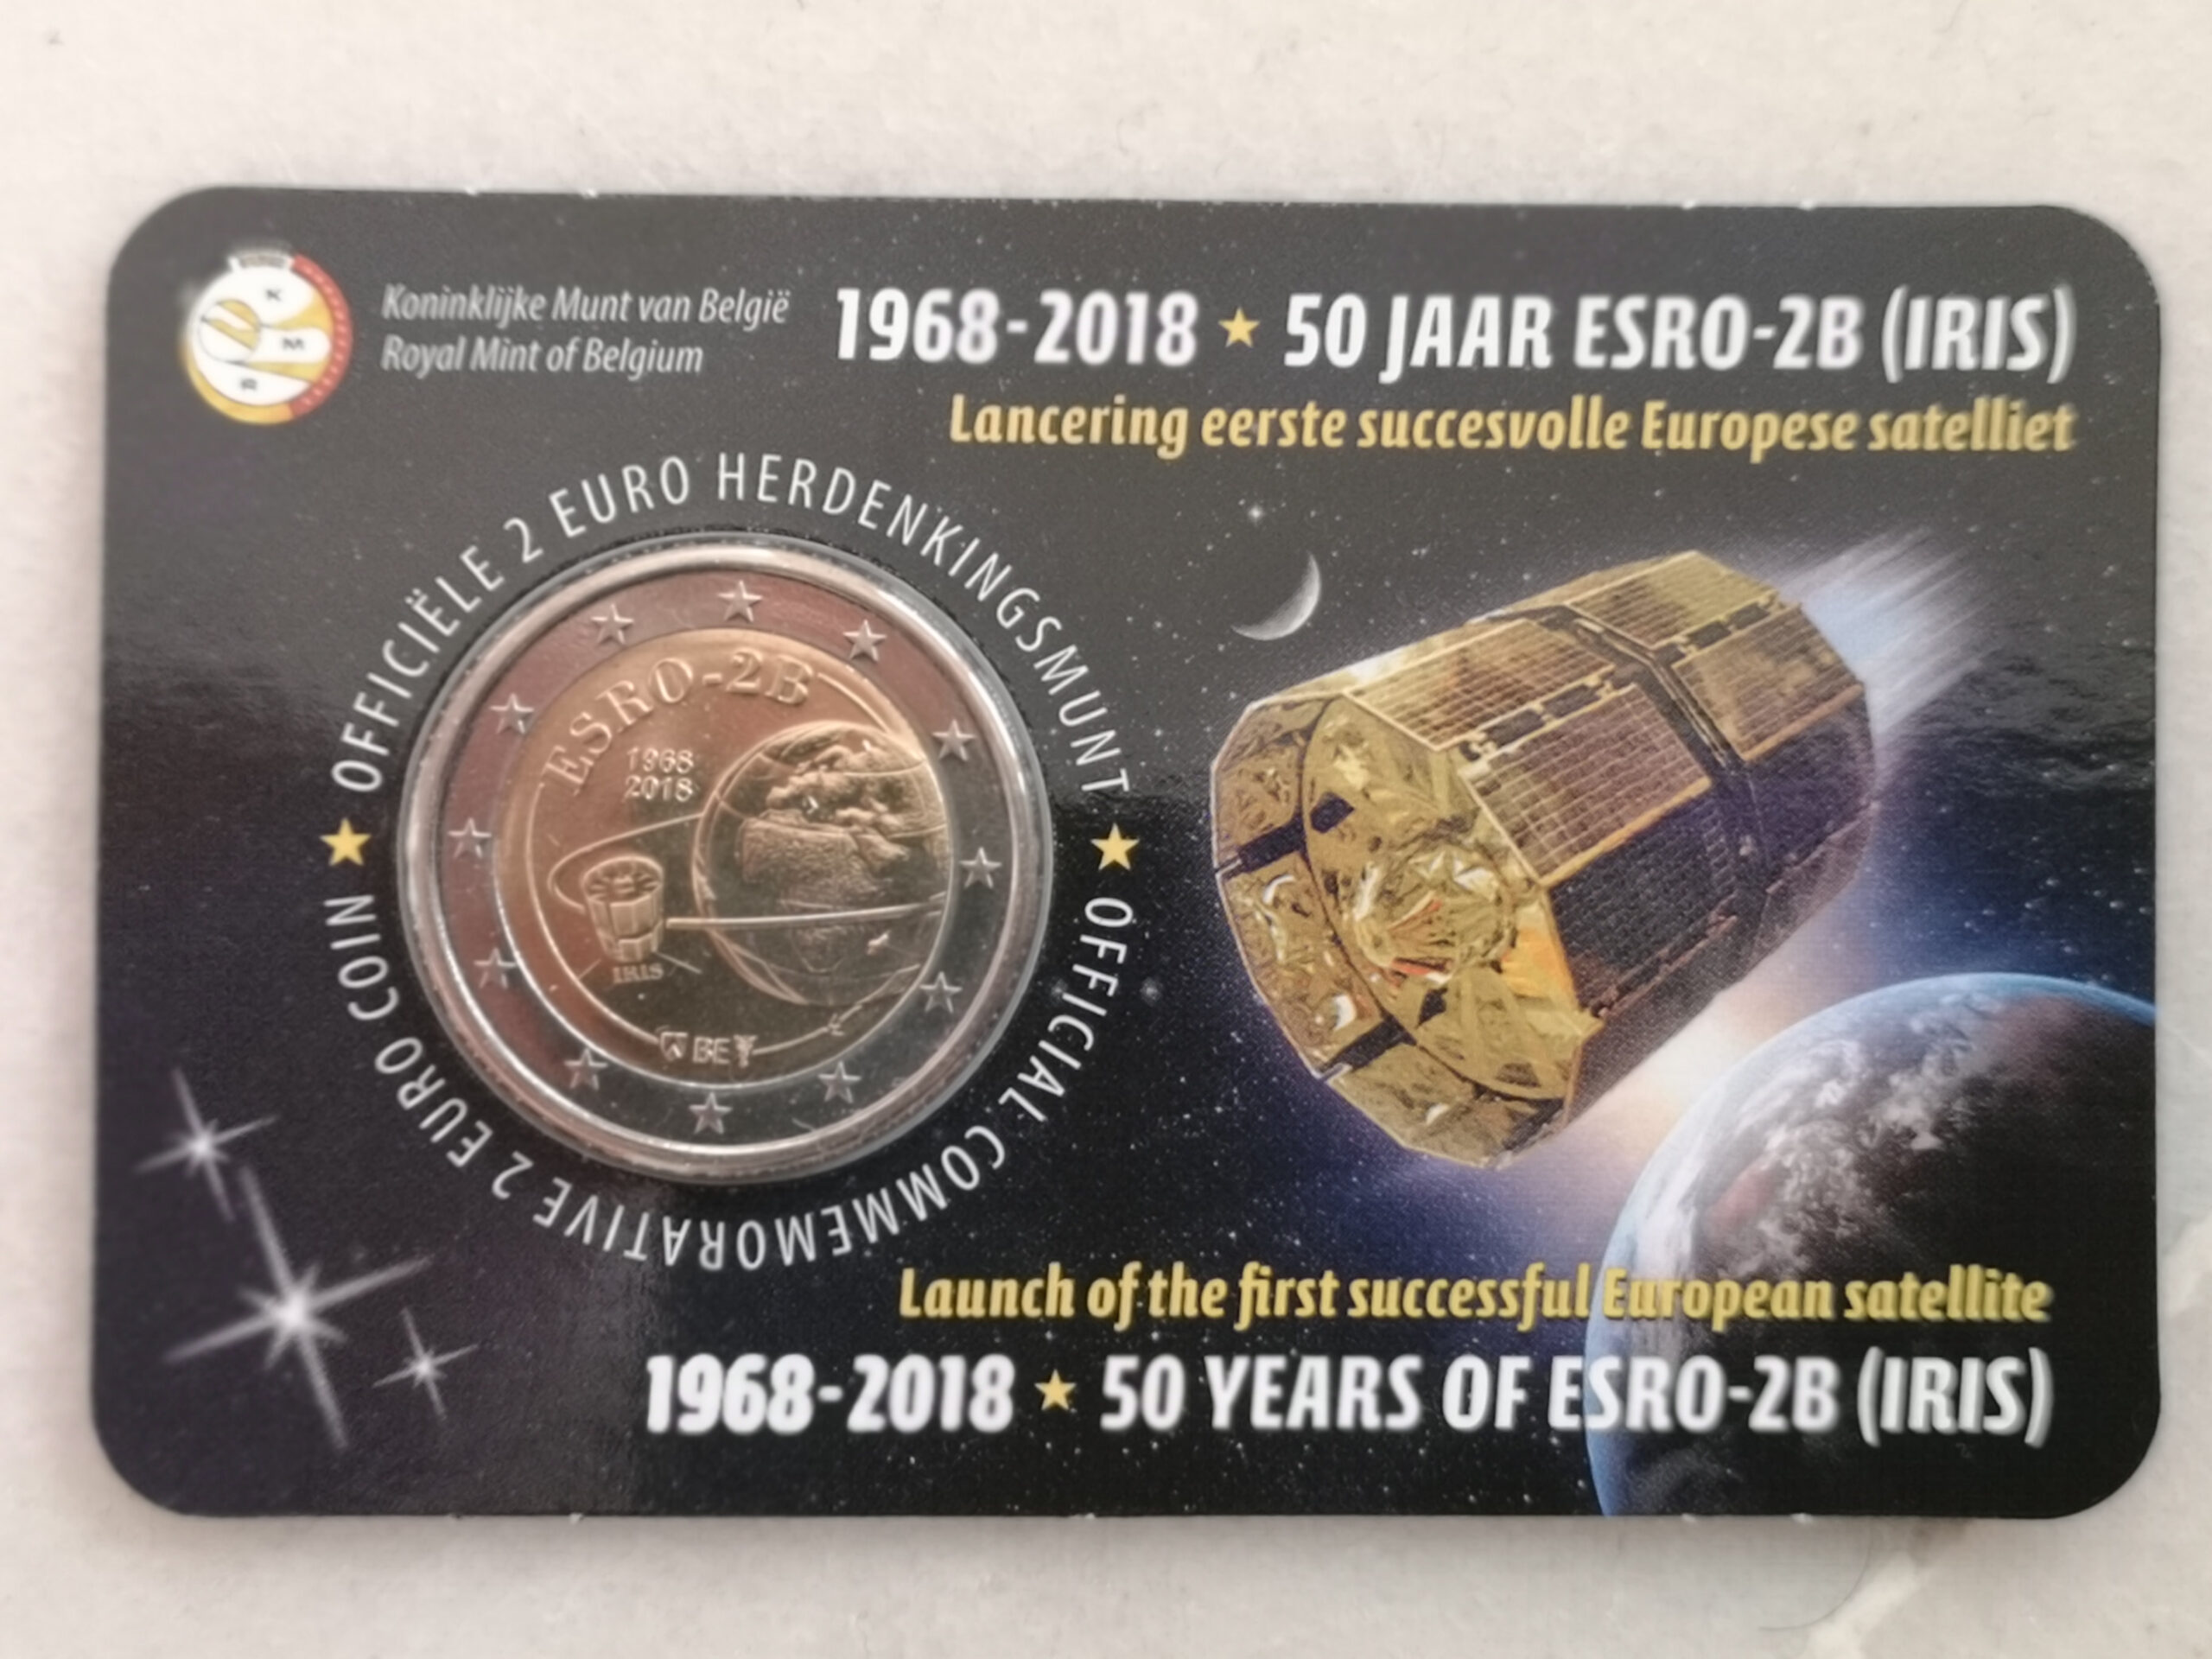 K
M
R
Koninklijke Munt van België
Royal Mint of Belgium
1968-2018 ★ 50 JAAR ESRO-2B (IRIS)
Lancering eerste succesvolle Europese satelliet
OFFICIËLE 2 EURO HERDENKINGSMUNT
ESRO-2B
1968
2018
IRIS
BE
★ OFFICIAL COMMEMORATIVE 2 EURO COIN ★
Launch of the first successful European satellite
1968-2018 ★ 50 YEARS OF ESRO-2B (IRIS)